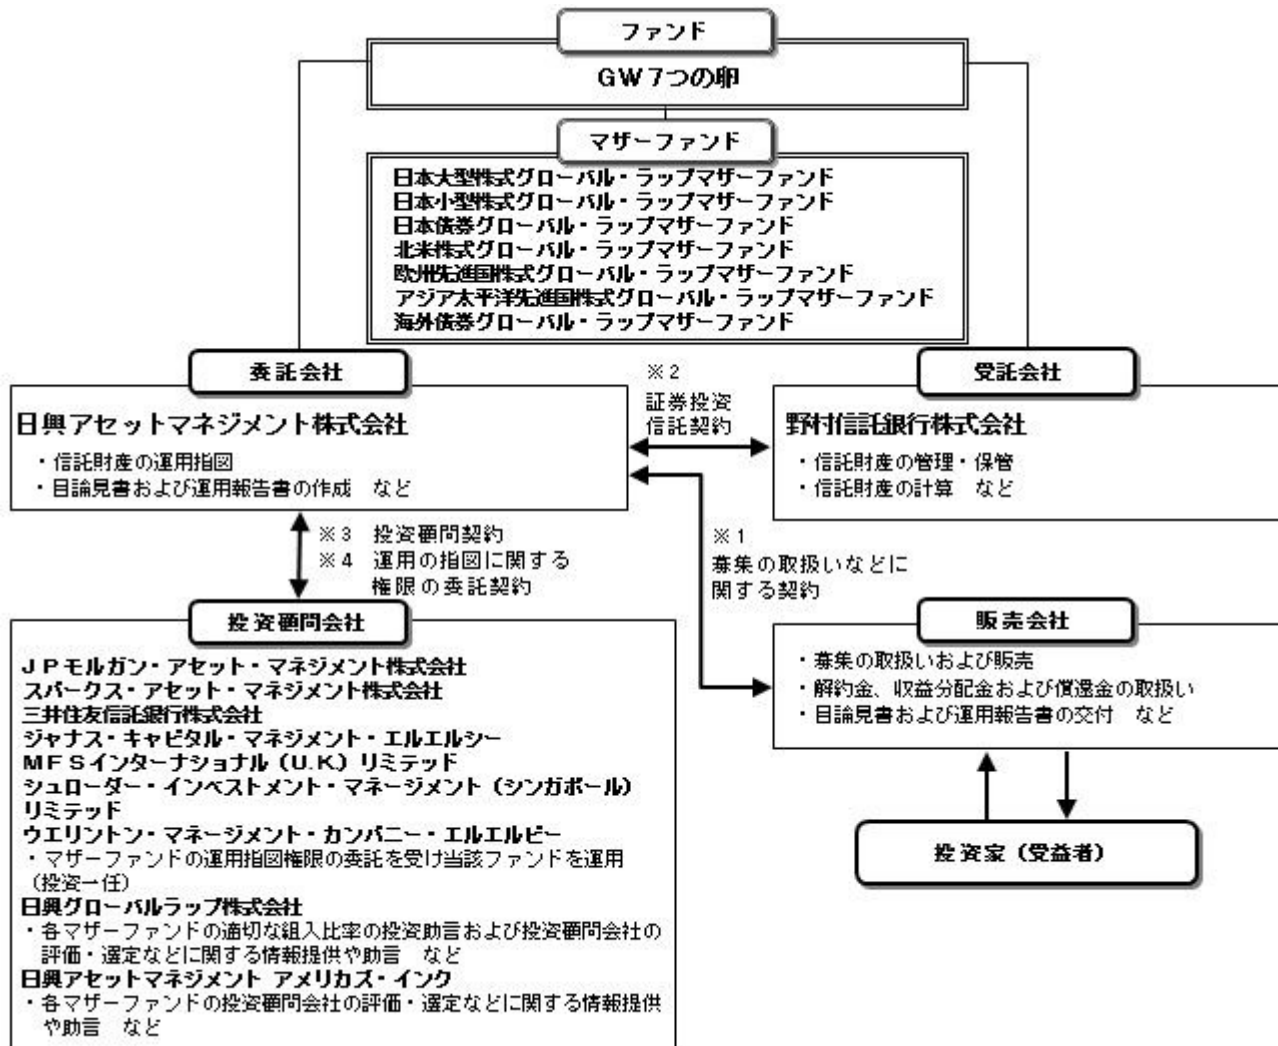 ファンド
GW7つの卵
マザーファンド
日本大型株式グローバル・ラップマザーファンド
日本小型株式グローバル・ラップマザーファンド
日本債券グローバル・ラップマザーファンド
北米株式グローバル・ラップマザーファンド
欧州先進国株式グローバル・ラップマザーファンド
アジア太平洋先進国株式グローバル・ラップマザーファンド
海外債券グローバル・ラップマザーファンド
委託会社
日興アセットマネジメント株式会社
・信託財産の運用指図
・目論見書および運用報告書の作成　など
※2
証券投資
信託契約
受託会社
野村信託銀行株式会社
・信託財産の管理・保管
・信託財産の計算　など
※3　投資顧問契約
※4　運用の指図に関する
権限の委託契約
※1
募集の取扱いなどに
関する契約
投資顧問会社
JPモルガン・アセット・マネジメント株式会社
スパークス・アセット・マネジメント株式会社
三井住友信託銀行株式会社
ジャナス・キャピタル・マネジメント・エルエルシー
MFSインターナショナル（U.K）リミテッド
シュローダー・インベストメント・マネージメント（シンガポール）
リミテッド
ウエリントン・マネージメント・カンパニー・エルエルピー
・マザーファンドの運用指図権限の委託を受け当該ファンドを運用
（投資一任）
日興グローバルラップ株式会社
・各マザーファンドの適切な組入比率の投資助言および投資顧問会社の
評価・選定などに関する情報提供や助言　など
日興アセットマネジメント アメリカズ・インク
・各マザーファンドの投資顧問会社の評価・選定などに関する情報提供
や助言　など
販売会社
・募集の取扱いおよび販売
・解約金、収益分配金および償還金の取扱い
・目論見書および運用報告書の交付　など
投資家（受益者）